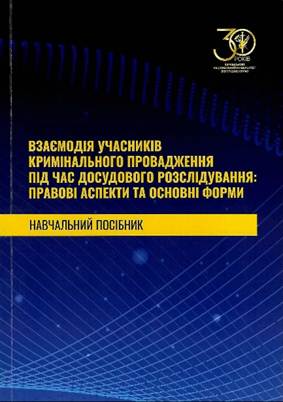 30
РОКІВ
ВЗАЄМОДІЯ УЧАСНИКІВ
КРИМІНАЛЬНОГО ПРОВАДЖЕННЯ
ПІД ЧАС ДОСУДОВОГО РОЗСЛІДУВАННЯ:
ПРАВОВІ АСПЕКТИ ТА ОСНОВНІ ФОРМИ
НАВЧАЛЬНИЙ ПОСІБНИК